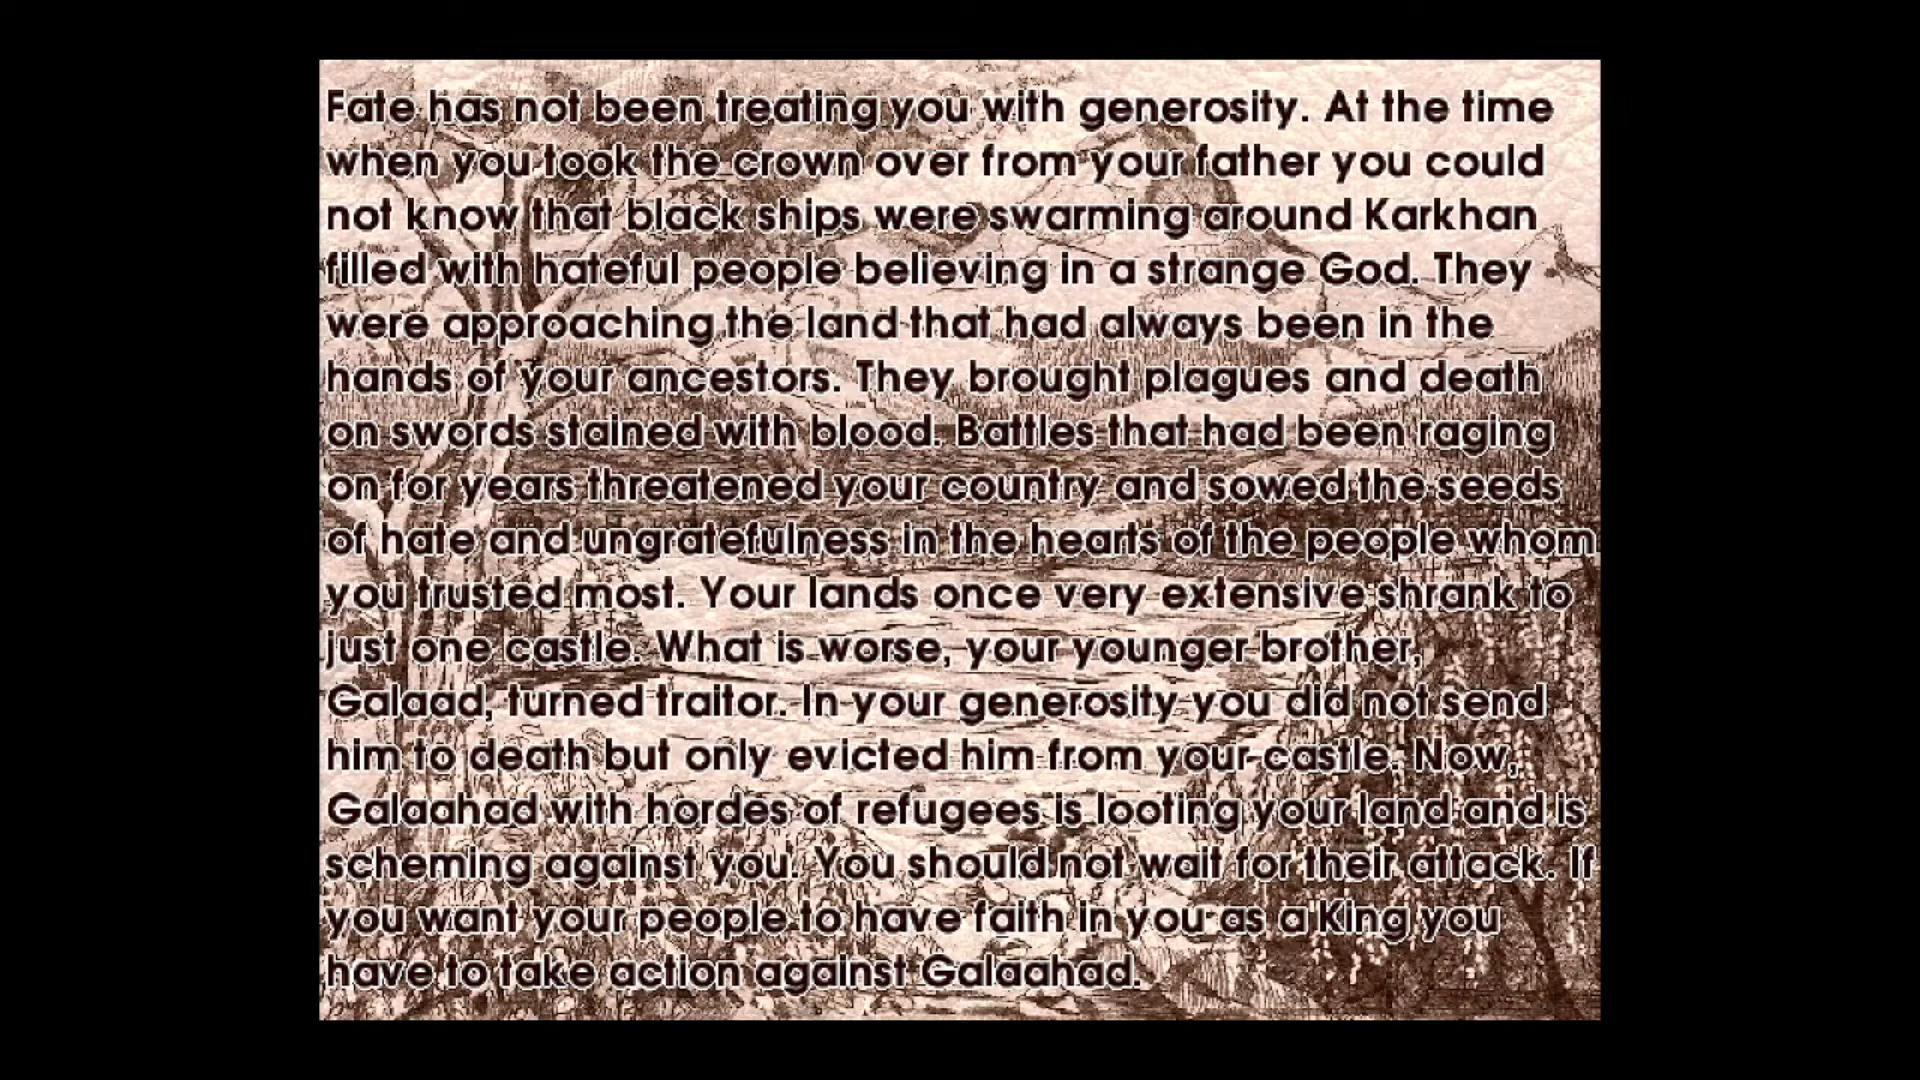 Fate has not been treating you with generosity. At the time
when you took the crown over from your father you could
not know that black ships were swarming around Karkhan
filled with hateful people believing in a strange God. They
were approaching the land that had always been in the
hands of your ancestors. They brought plagues and death
on swords stained with blood. Battles that had been raging
on for years threatened your country and sowed the seeds
of hate and ungratefulness in the hearts of the people whom
you trusted most. Your lands once very extensive shrank to
just one castle. What is worse, your younger brother,
Galaad, turned traitor. In your generosity you did not send
him to death but only evicted him from your castle. Now,
Galaahad with hordes of refugees is looting your land and is
scheming against you. You should not wait for their attack. If
you want your people to have faith in you as a King you
have to take action against Galaahad.